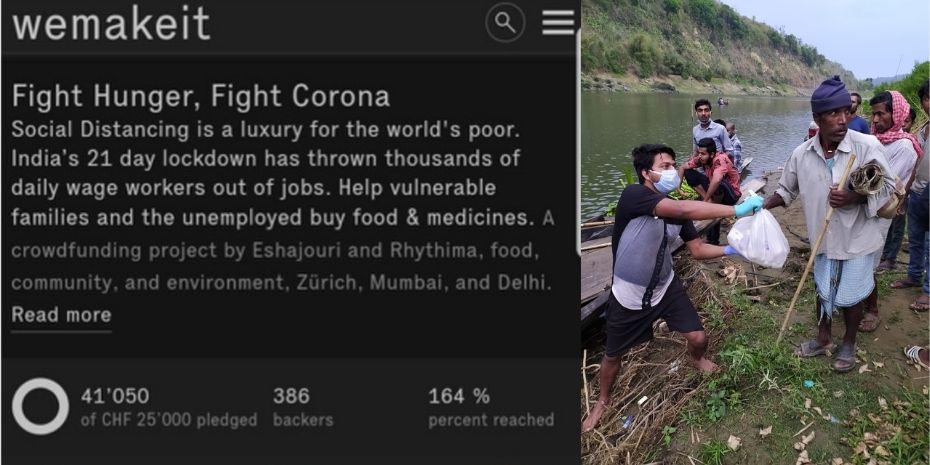 wemakeit
Fight Hunger, Fight Corona
Social Distancing is a luxury for the world's poor.
India's 21 day lockdown has thrown thousands of
daily wage workers out of jobs. Help vulnerable
families and the unemployed buy food & medicines. A
crowdfunding project by Eshajouri and Rhythima, food,
community, and environment, Zürich, Mumbai, and Delhi.
Read more
41'050 386 164 %
of CHF 25'000 pledged backers percent reached